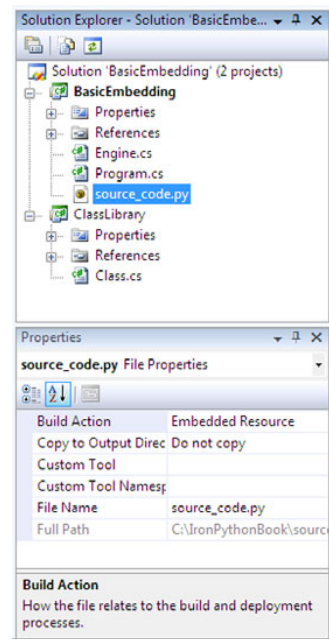 Solution Explorer - Solution 'BasicEmbe...
Solution 'BasicEmbedding' (2 projects)
BasicEmbedding
Properties
References
Engine.cs
Program.cs
source_code.py
ClassLibrary
Properties
References
Class.cs
Properties
source_code.py File Properties
Build Action Embedded Resource
Copy to Output Direc Do not copy
Custom Tool
Custom Tool Namesp
File Name source_code.py
Full Path C:\IronPythonBook\sourc
Build Action
How the file relates to the build and deployment
processes.